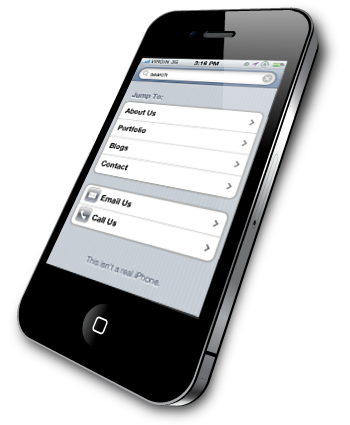 VIRGIN 3G 3:16 PM
search
Jump To:
About Us
Portfolio
Blogs
Contact
Email Us
Call Us
This isn't a real iPhone.